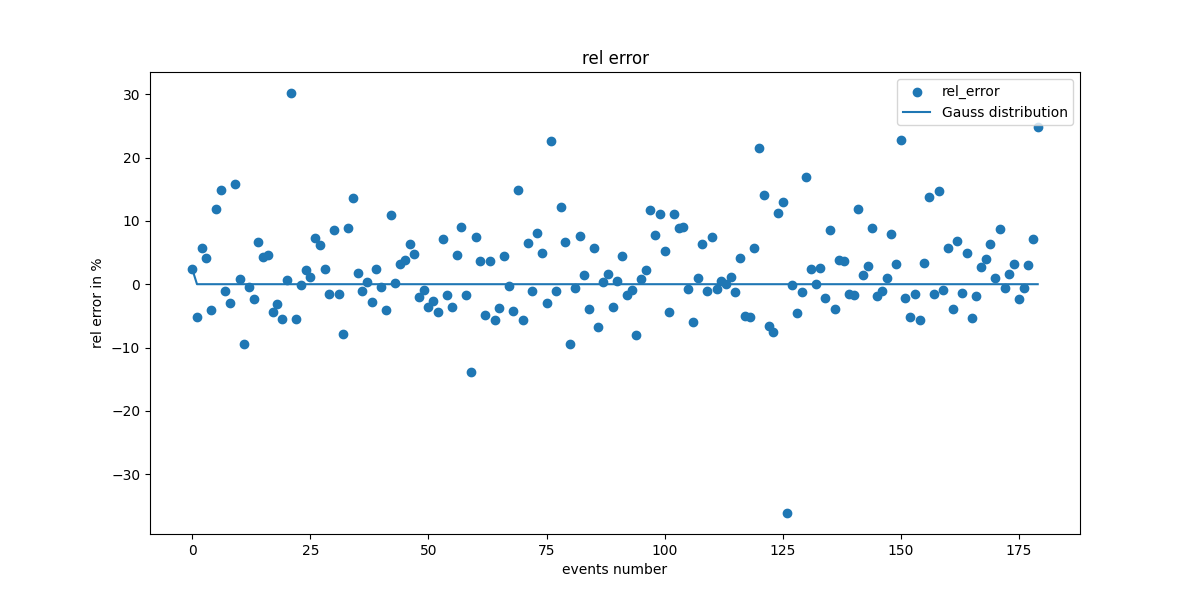 rel error
rel_error
Gauss distribution
rel error in %
30
20
10
0
−10
−20
−30
0 25 50 75 100 125 150 175
events number